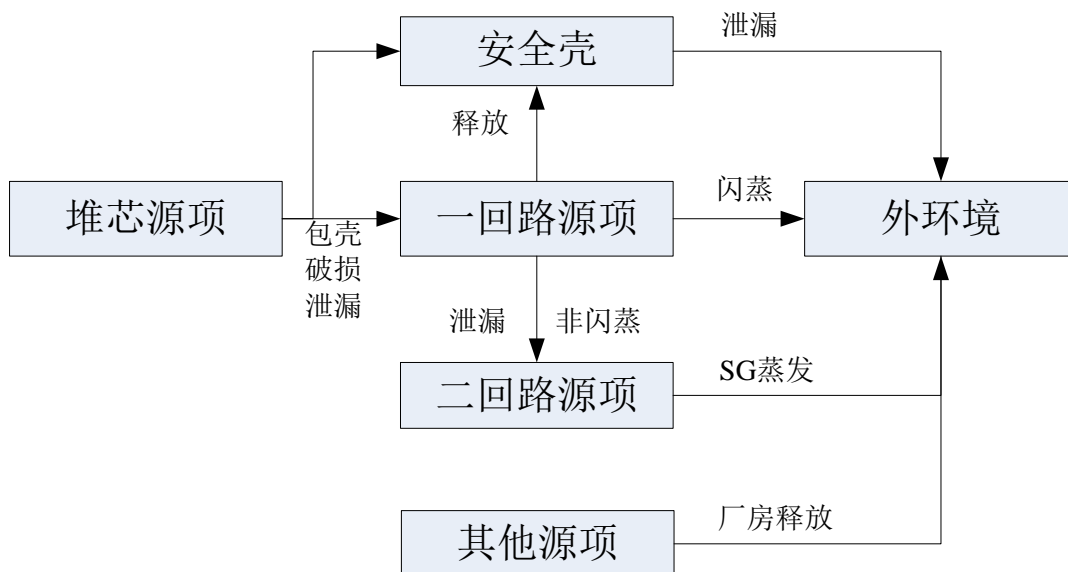 安全壳
泄漏
释放
堆芯源项
一回路源项
闪蒸
外环境
包壳
破损
泄漏
泄漏
非闪蒸
二回路源项
SG蒸发
其他源项
厂房释放